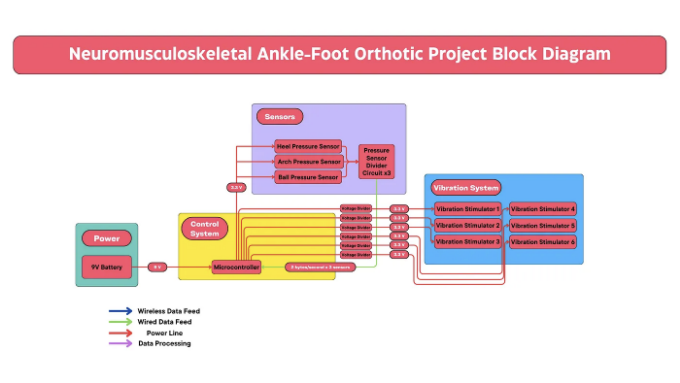 Neuromusculoskeletal Ankle-Foot Orthotic Project Block Diagram
Sensors
Heel Pressure Sensor
Arch Pressure Sensor
Ball Pressure Sensor
Pressure
Sensor
Divider
Circuit x3
3.3 V
Vibration System
Vibration Stimulator 1
Vibration Stimulator 4
Vibration Stimulator 2
Vibration Stimulator 5
Vibration Stimulator 3
Vibration Stimulator 6
Control
System
Voltage Divider
Voltage Divider
Voltage Divider
Voltage Divider
Voltage Divider
Voltage Divider
3.3 V
3.3 V
3.3 V
3.3 V
3.3 V
3.3 V
Power
9V Battery
9 V
Microcontroller
2 bytes/second x 3 sensors
Wireless Data Feed
Wired Data Feed
Power Line
Data Processing